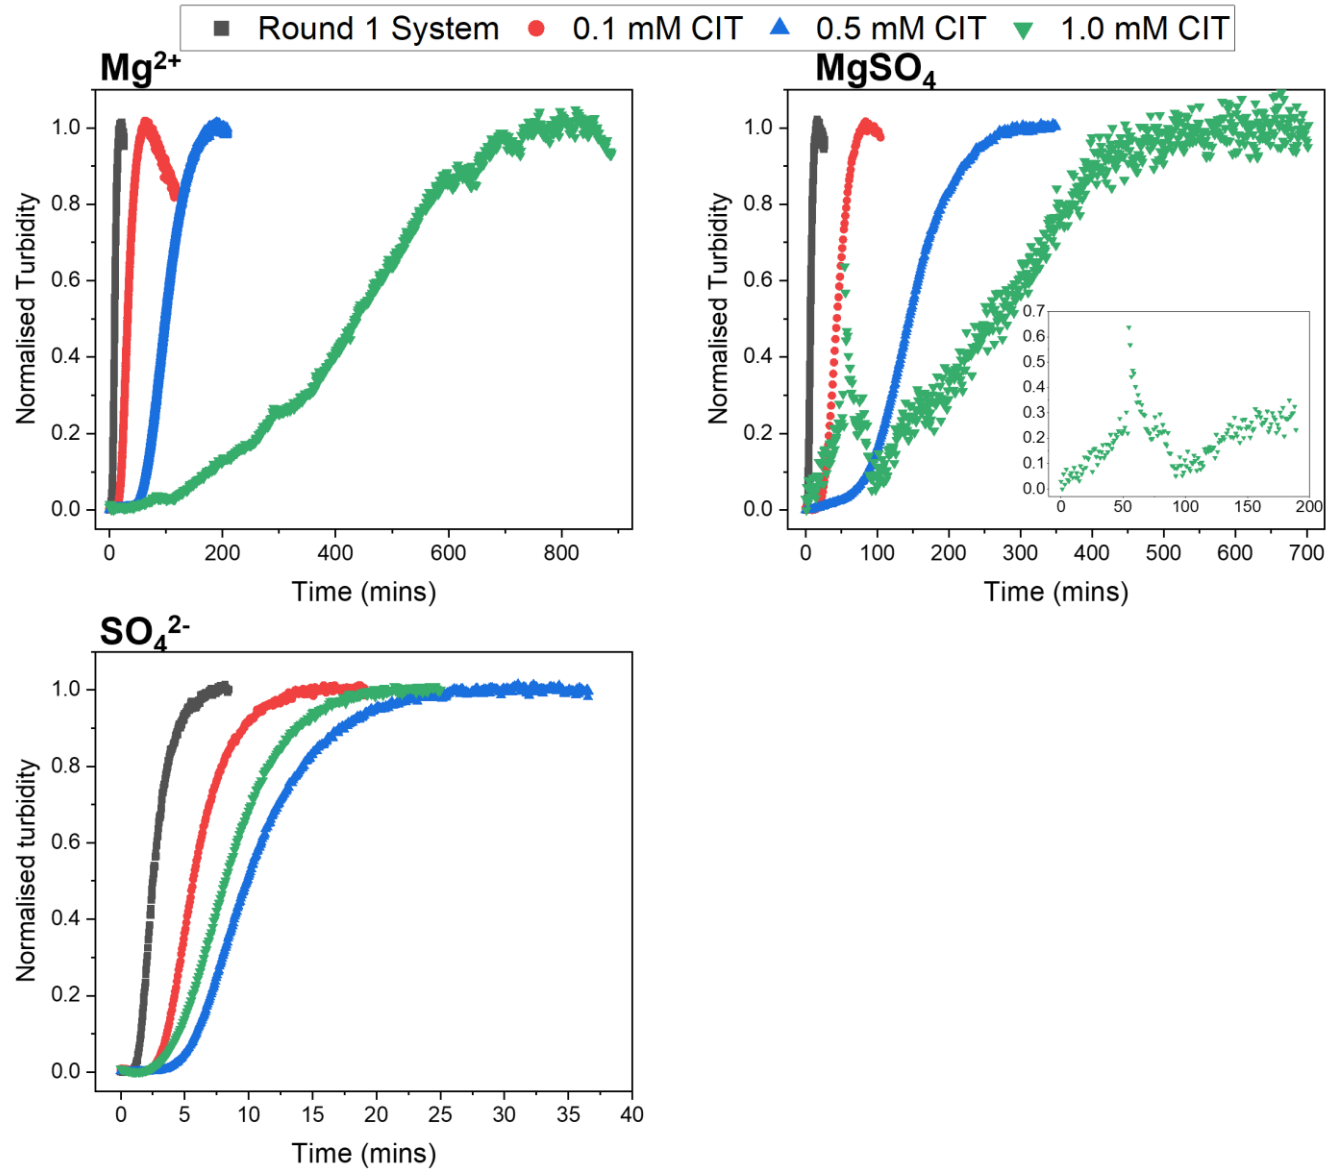 Round 1 System 0.1 mM CIT 0.5 mM CIT 1.0 mM CIT
Mg²⁺
1.0
0.8
0.6
0.4
0.2
0.0
Normalised Turbidity
0 200 400 600 800
Time (mins)
MgSO₄
1.0
0.8
0.6
0.4
0.2
0.0
Normalised Turbidity
0 100 200 300 400 500 600 700
Time (mins)
0.7
0.6
0.5
0.4
0.3
0.2
0.1
0.0
0 50 100 150 200
SO₄²⁻
1.0
0.8
0.6
0.4
0.2
0.0
Normalised turbidity
0 5 10 15 20 25 30 35 40
Time (mins)